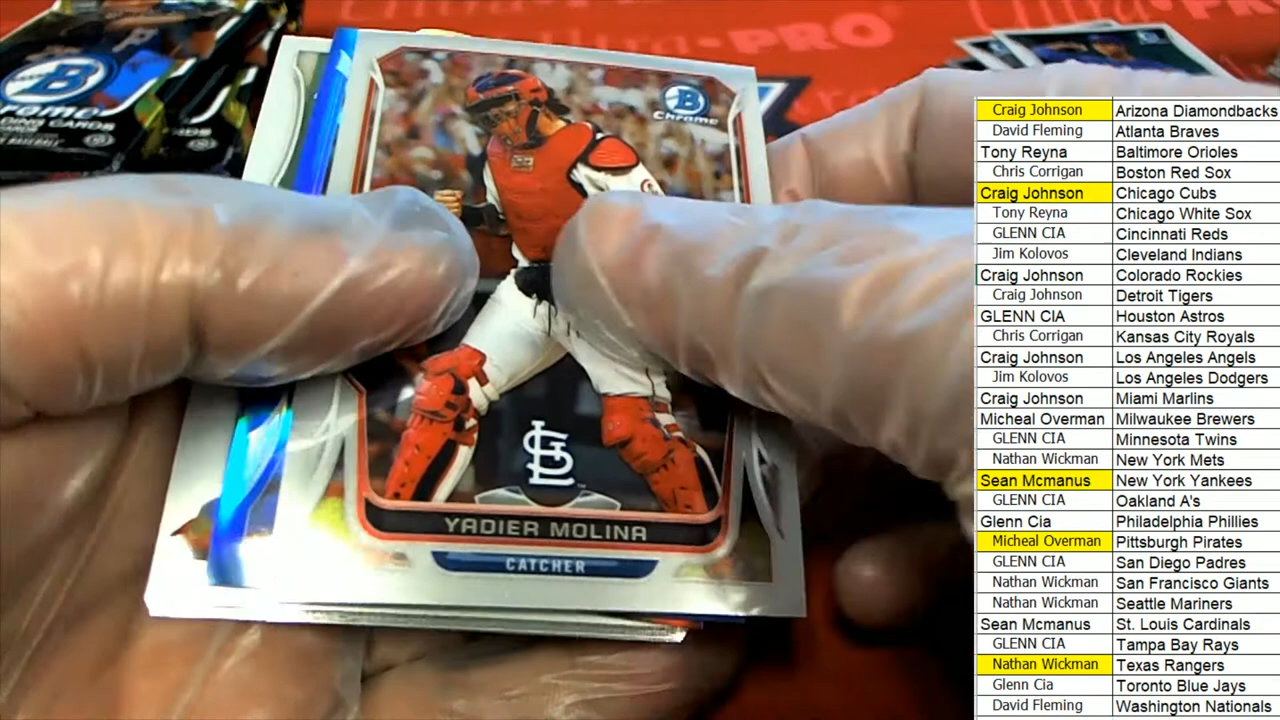 B
rome
PRO
B
Chrome
STL
YADIER MOLINA
CATCHER
Craig Johnson Arizona Diamondbacks
David Fleming Atlanta Braves
Tony Reyna Baltimore Orioles
Chris Corrigan Boston Red Sox
Craig Johnson Chicago Cubs
Tony Reyna Chicago White Sox
GLENN CIA Cincinnati Reds
Jim Kolovos Cleveland Indians
Craig Johnson Colorado Rockies
Craig Johnson Detroit Tigers
GLENN CIA Houston Astros
Chris Corrigan Kansas City Royals
Craig Johnson Los Angeles Angels
Jim Kolovos Los Angeles Dodgers
Craig Johnson Miami Marlins
Micheal Overman Milwaukee Brewers
GLENN CIA Minnesota Twins
Nathan Wickman New York Mets
Sean Mcmanus New York Yankees
GLENN CIA Oakland A's
Glenn Cia Philadelphia Phillies
Micheal Overman Pittsburgh Pirates
GLENN CIA San Diego Padres
Nathan Wickman San Francisco Giants
Nathan Wickman Seattle Mariners
Sean Mcmanus St. Louis Cardinals
GLENN CIA Tampa Bay Rays
Nathan Wickman Texas Rangers
Glenn Cia Toronto Blue Jays
David Fleming Washington Nationals